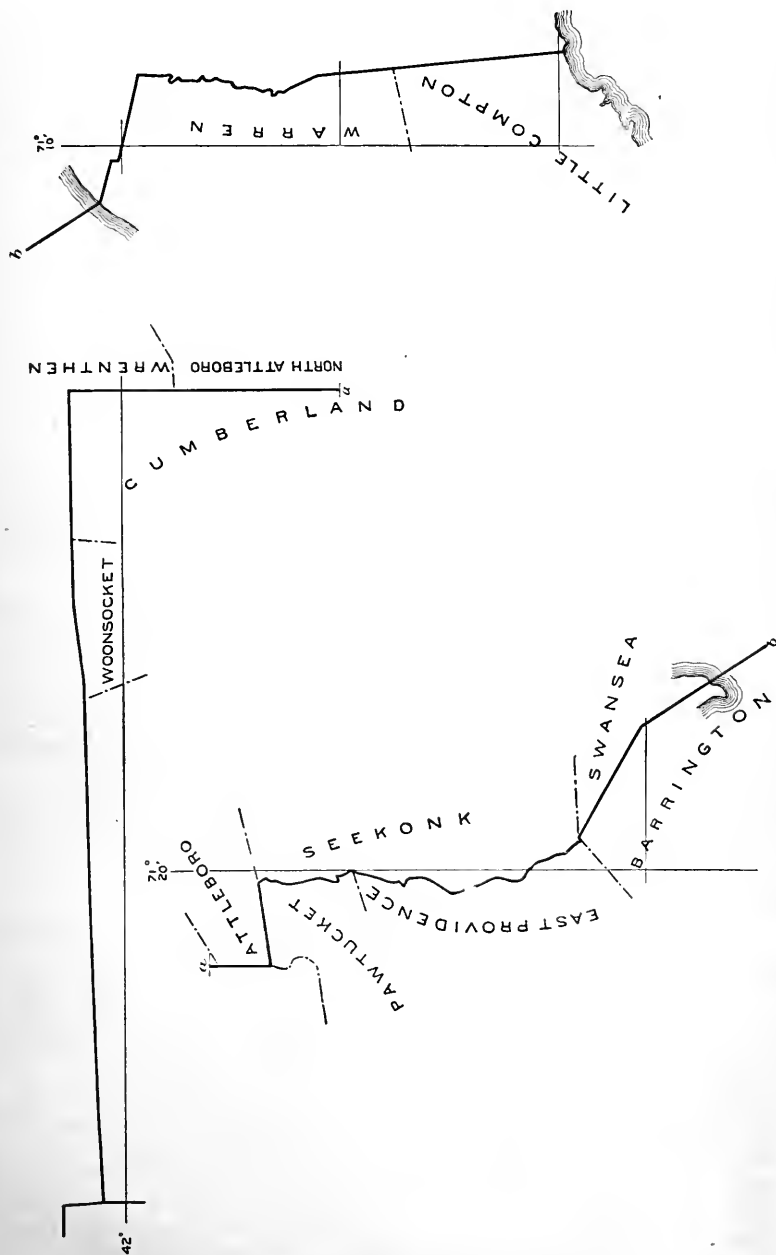 71°
10'
b
WARREN
LITTLE COMPTON
WRENTHEN
NORTH ATTLEBORO
a
CUMBERLAND
WOONSOCKET
42°
71°
20'
a
ATTLEBORO
SEEKONK
PAWTUCKET
EAST PROVIDENCE
SWANSEA
BARRINGTON
b